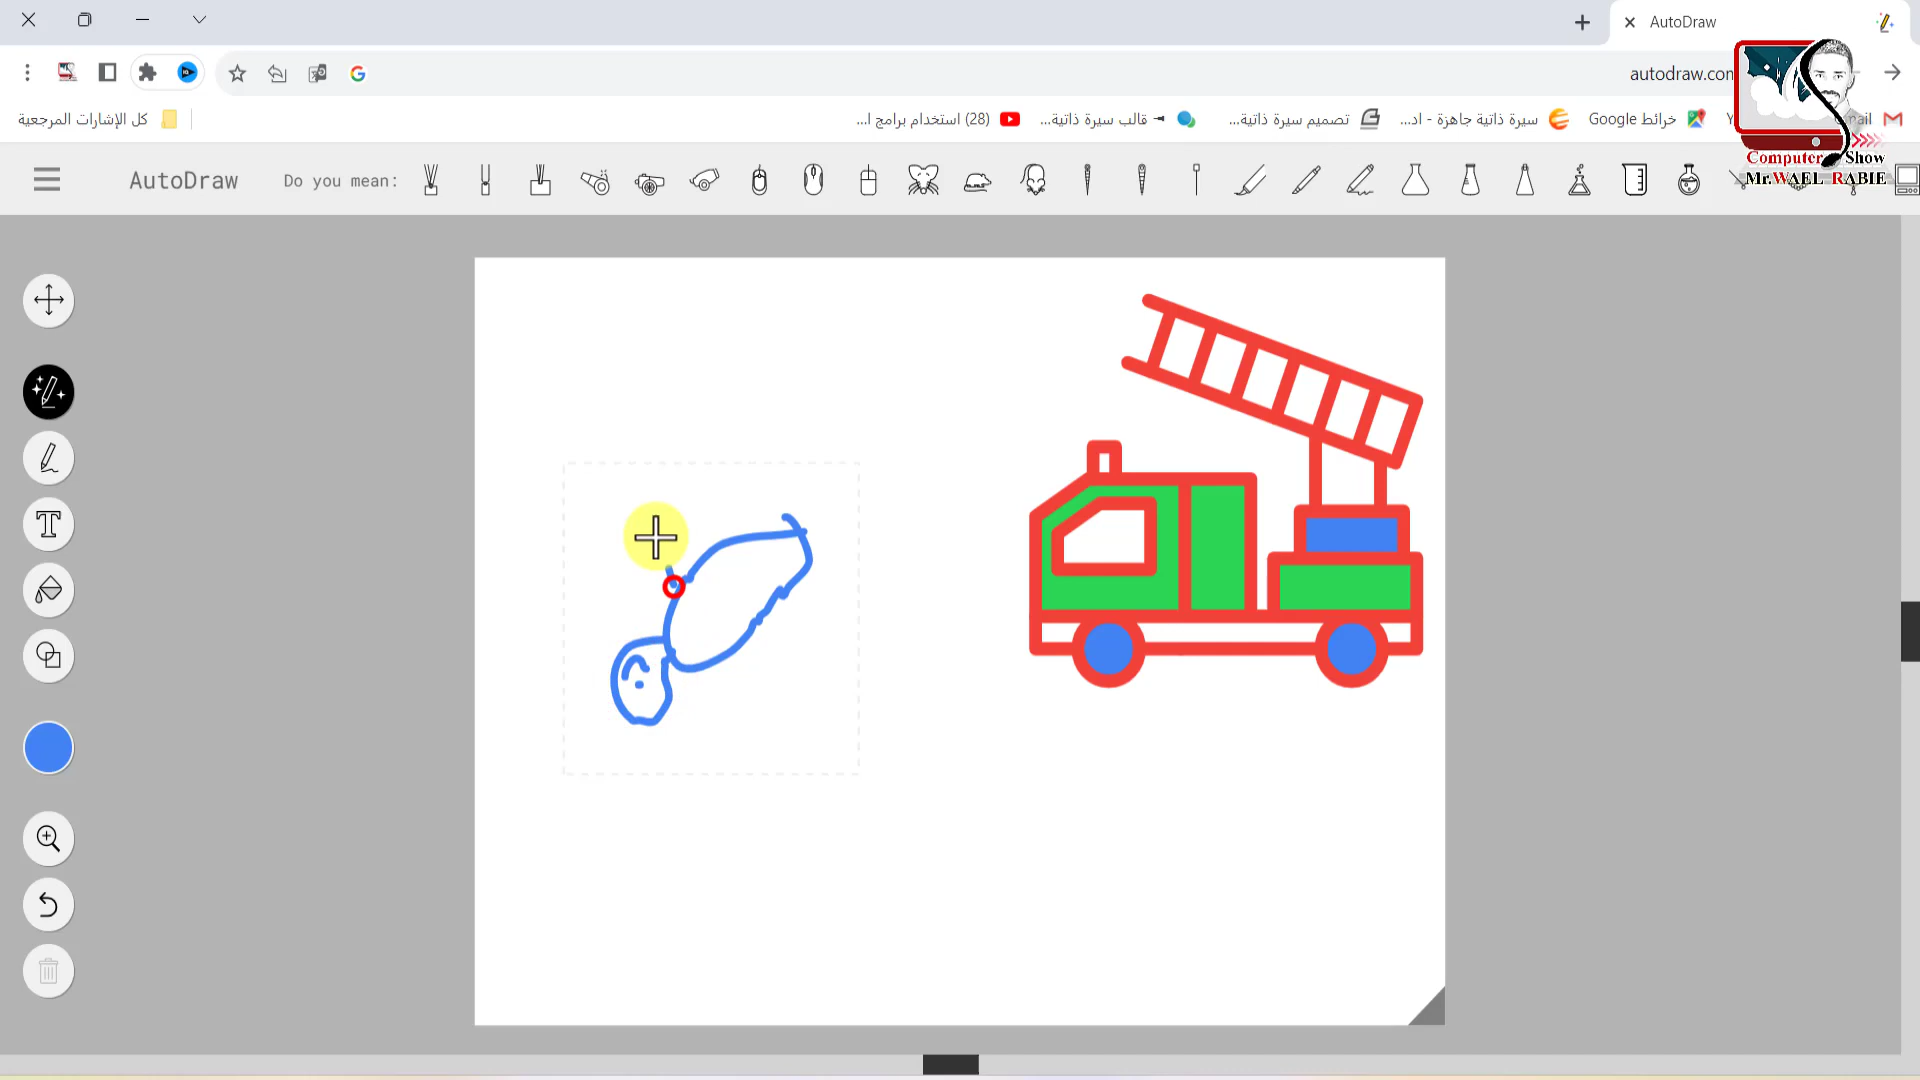 AutoDraw
autodraw.com
كل الإشارات المرجعية
(28) استخدام برامج ا...
قالب سيرة ذاتية...
تصميم سيرة ذاتية...
سيرة ذاتية جاهزة - اد...
خرائط Google
Computer Show
Mr.WAEL RABIE
AutoDraw
Do you mean: